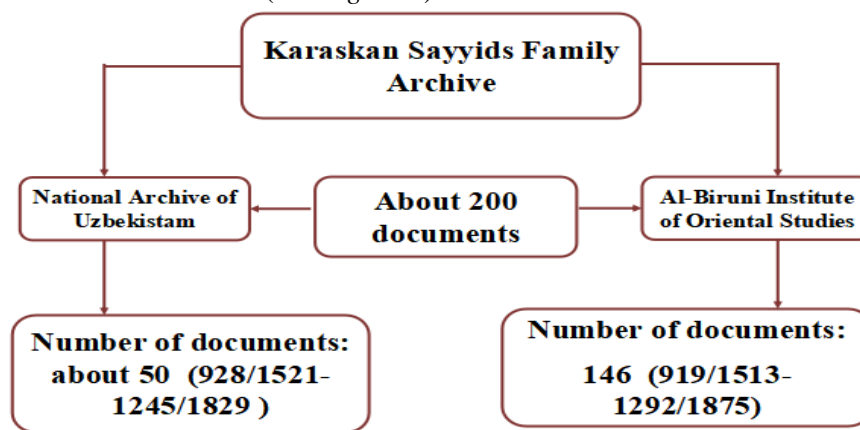 Karaskan Sayyids Family
Archive
National Archive of
Uzbekistam
About 200
documents
Al-Biruni Institute
of Oriental Studies
Number of documents:
about 50 (928/1521-
1245/1829 )
Number of documents:
146 (919/1513-
1292/1875)